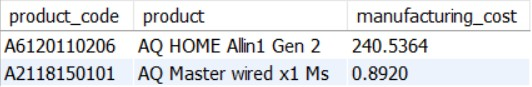 product_code product manufacturing_cost
A6120110206 AQ HOME Allin1 Gen 2 240.5364
A2118150101 AQ Master wired x1 Ms 0.8920